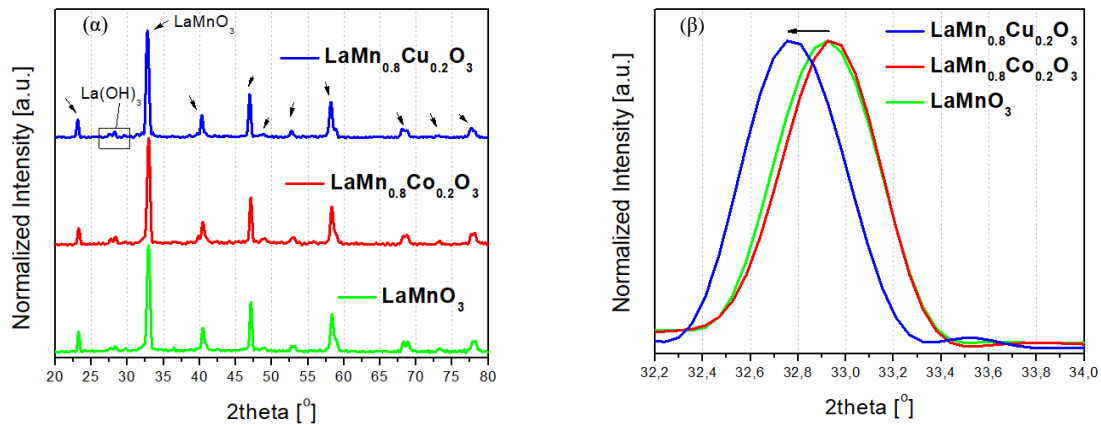 (α)
LaMnO3
LaMn0.8Cu0.2O3
La(OH)3
LaMn0.8Co0.2O3
LaMnO3
Normalized Intensity [a.u.]
20 25 30 35 40 45 50 55 60 65 70 75 80
2theta [o]
(β)
LaMn0.8Cu0.2O3
LaMn0.8Co0.2O3
LaMnO3
Normalized Intensity [a.u.]
32,2 32,4 32,6 32,8 33,0 33,2 33,4 33,6 33,8 34,0
2theta [o]